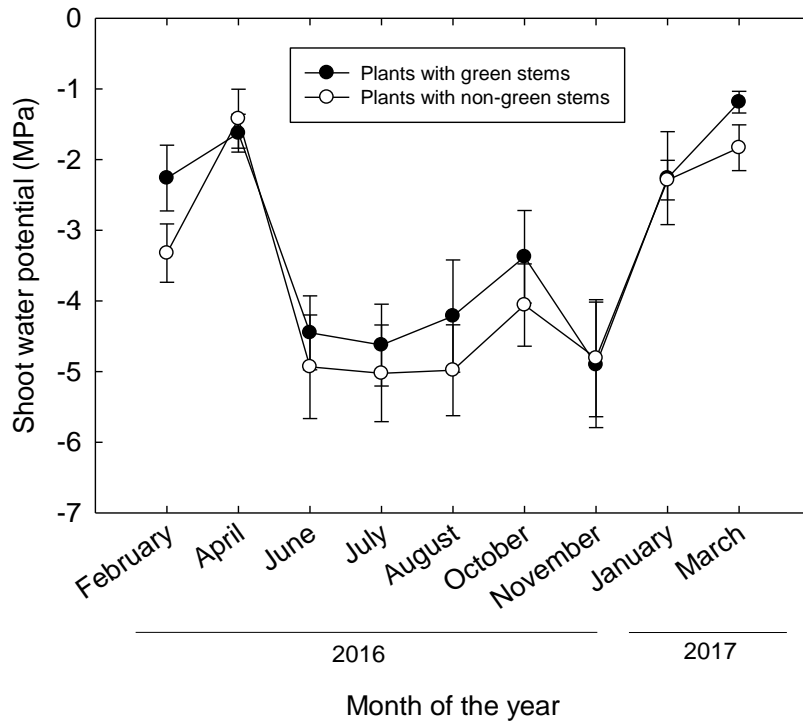 0
-1
-2
-3
-4
-5
-6
-7
Shoot water potential (MPa)
Plants with green stems
Plants with non-green stems
February
April
June
July
August
October
November
January
March
2016
2017
Month of the year